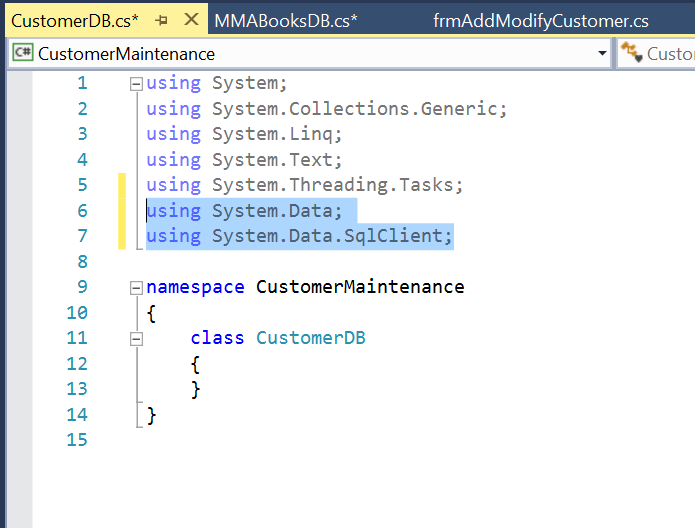 CustomerDB.cs* MMABooksDB.cs* frmAddModifyCustomer.cs
C# CustomerMaintenance Custo
1 using System;
2 using System.Collections.Generic;
3 using System.Linq;
4 using System.Text;
5 using System.Threading.Tasks;
6 using System.Data;
7 using System.Data.SqlClient;
8
9 namespace CustomerMaintenance
10 {
11 class CustomerDB
12 {
13 }
14 }
15